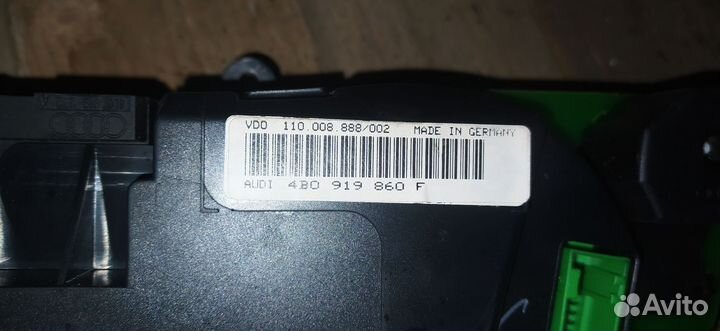 VDO 110.008.888/002 MADE IN GERMANY
AUDI 4B0 919 860 F
Avito